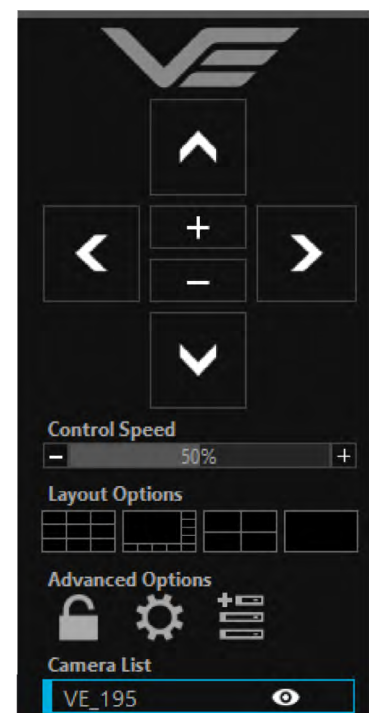 VE
+
−
Control Speed
− 50% +
Layout Options
Advanced Options
Camera List
VE_195